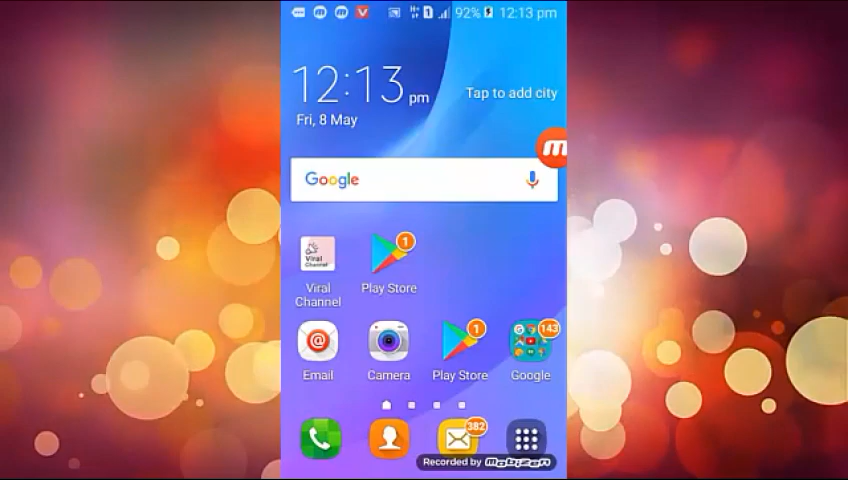 92% 12:13 pm
12:13 pm
Tap to add city
Fri, 8 May
Google
1
Viral
Channel
Viral
Channel
Play Store
1
143
Email
Camera
Play Store
Google
382
Recorded by mobizen